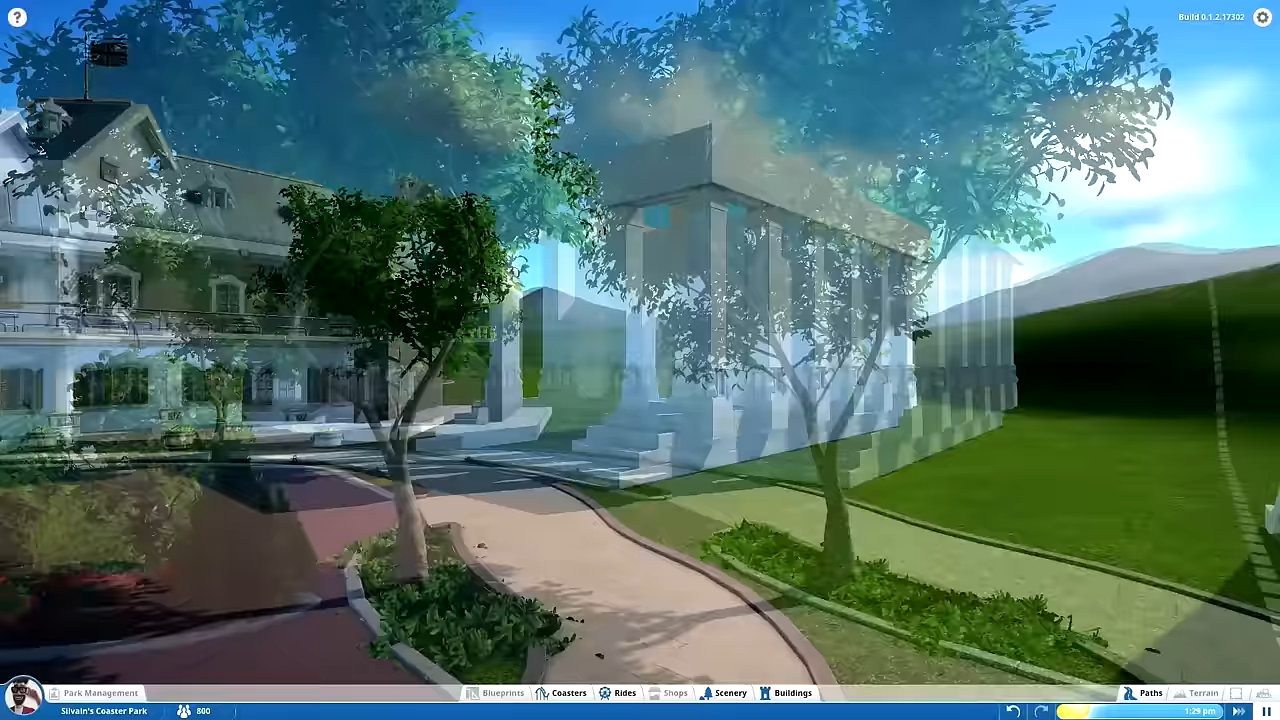 ?
Build 0.1.2.17302
Park Management
Blueprints
Coasters
Rides
Shops
Scenery
Buildings
Paths
Terrain
Silvain's Coaster Park
800
1:29 pm